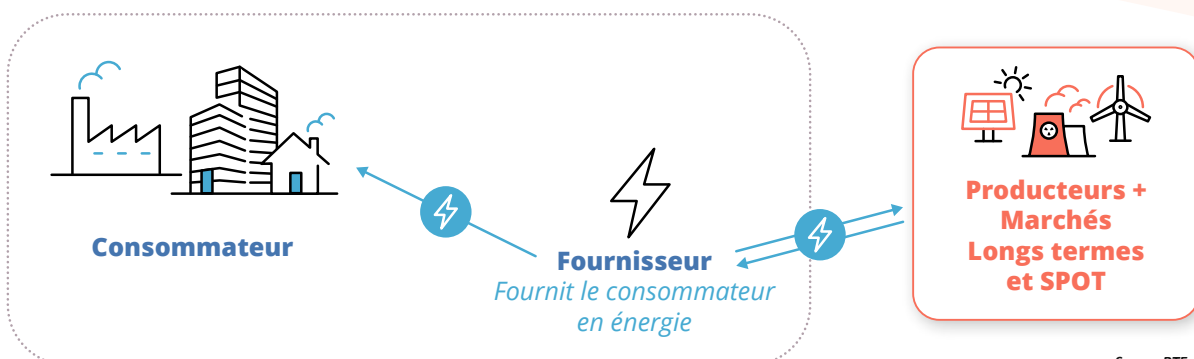 Consommateur
Fournisseur
Fournit le consommateur
en énergie
Producteurs +
Marchés
Longs termes
et SPOT